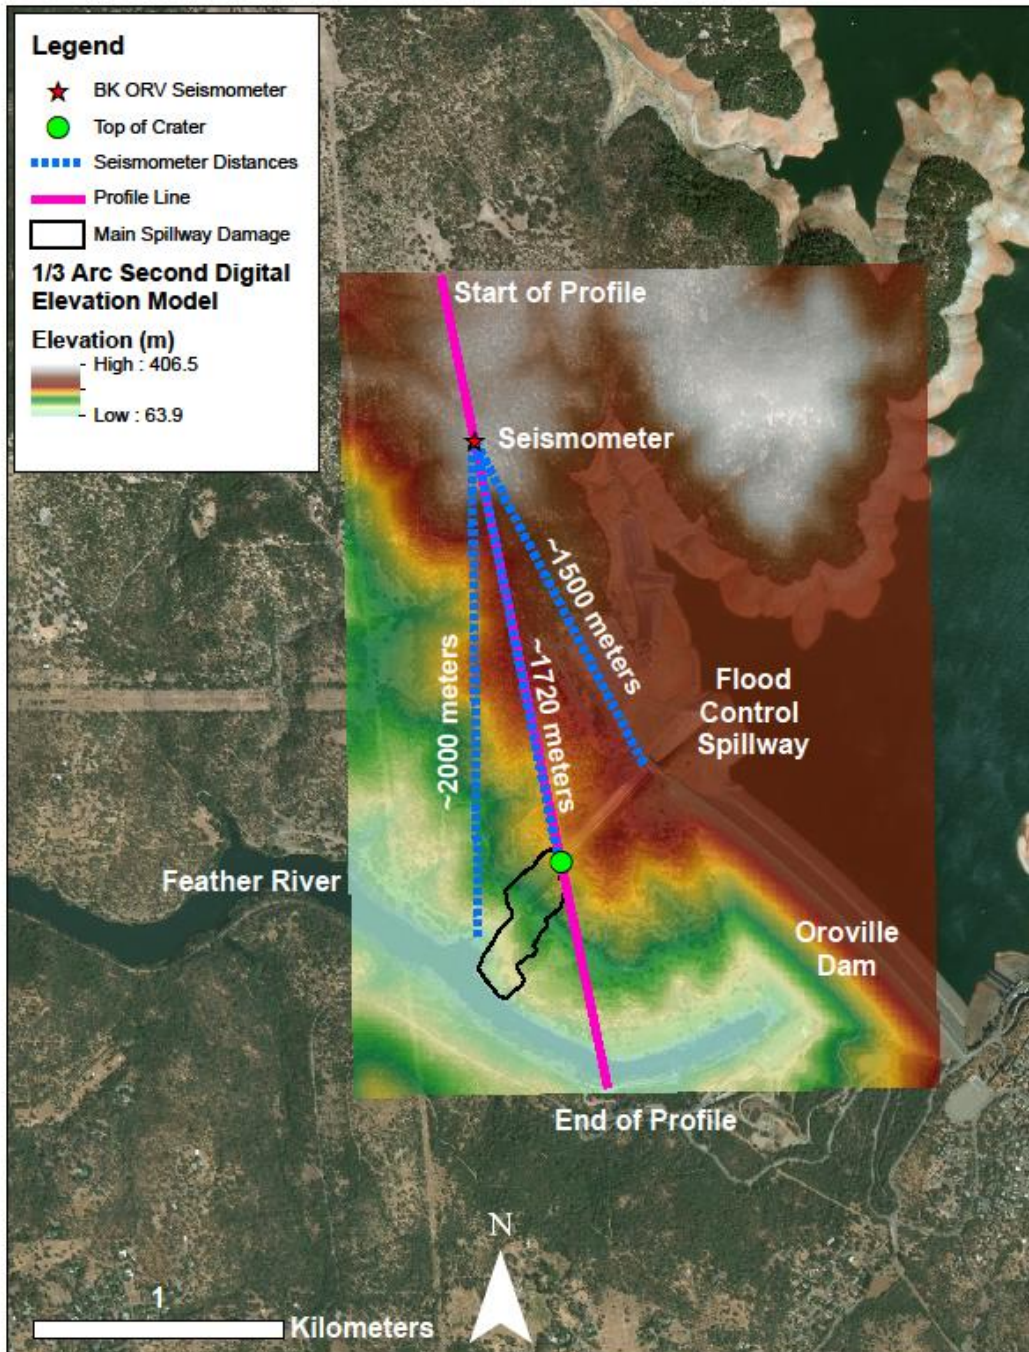 Legend
BK ORV Seismometer
Top of Crater
Seismometer Distances
Profile Line
Main Spillway Damage
1/3 Arc Second Digital
Elevation Model
Elevation (m)
High : 406.5
Low : 63.9
Start of Profile
Seismometer
~1500 meters
~1720 meters
~2000 meters
Flood
Control
Spillway
Feather River
Oroville
Dam
End of Profile
N
1
Kilometers